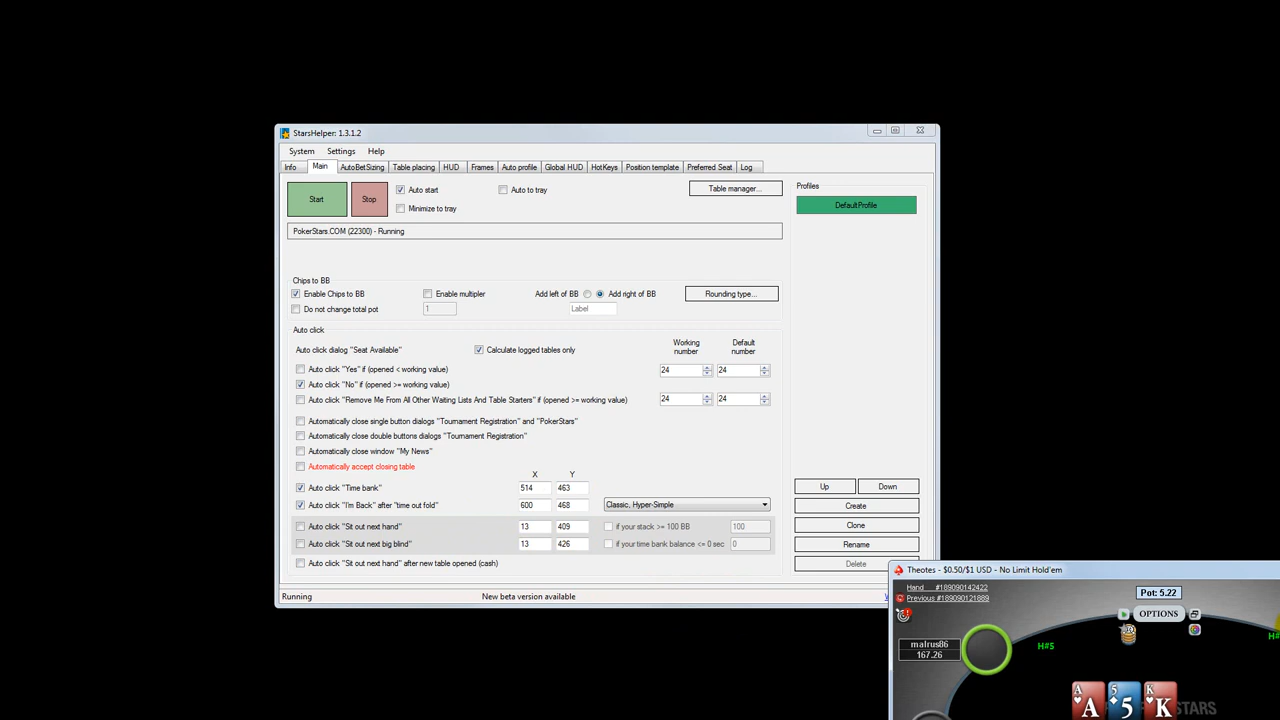 StarsHelper: 1.3.1.2
System Settings Help
Info Main AutoBetSizing Table placing HUD Frames Auto profile Global HUD HotKeys Position template Preferred Seat Log
Start Stop Auto start Auto to tray Table manager...
Minimize to tray
PokerStars.COM (22300) - Running
Chips to BB
Enable Chips to BB Enable multiplier Add left of BB Add right of BB Rounding type...
Do not change total pot 1 Label
Auto click
Auto click dialog "Seat Available" Calculate logged tables only Working number Default number
Auto click "Yes" if (opened < working value) 24 24
Auto click "No" if (opened >= working value)
Auto click "Remove Me From All Other Waiting Lists And Table Starters" if (opened >= working value) 24 24
Automatically close single button dialogs "Tournament Registration" and "PokerStars"
Automatically close double buttons dialogs "Tournament Registration"
Automatically close window "My News"
Automatically accept closing table
X Y
Auto click "Time bank" 514 463
Auto click "I'm Back" after "time out fold" 600 468 Classic, Hyper-Simple
Auto click "Sit out next hand" 13 409 if your stack >= 100 BB 100
Auto click "Sit out next big blind" 13 426 if your time bank balance <= 0 sec 0
Auto click "Sit out next hand" after new table opened (cash)
Running New beta version available
Profiles
DefaultProfile
Up Down
Create
Clone
Rename
Delete
Theotes - $0.50/$1 USD - No Limit Hold'em
Hand #189090142422
Previous #189090121889
Pot: 5.22
OPTIONS
malrus86
167.26
H#5
A 5 K
A 5 K
STARS